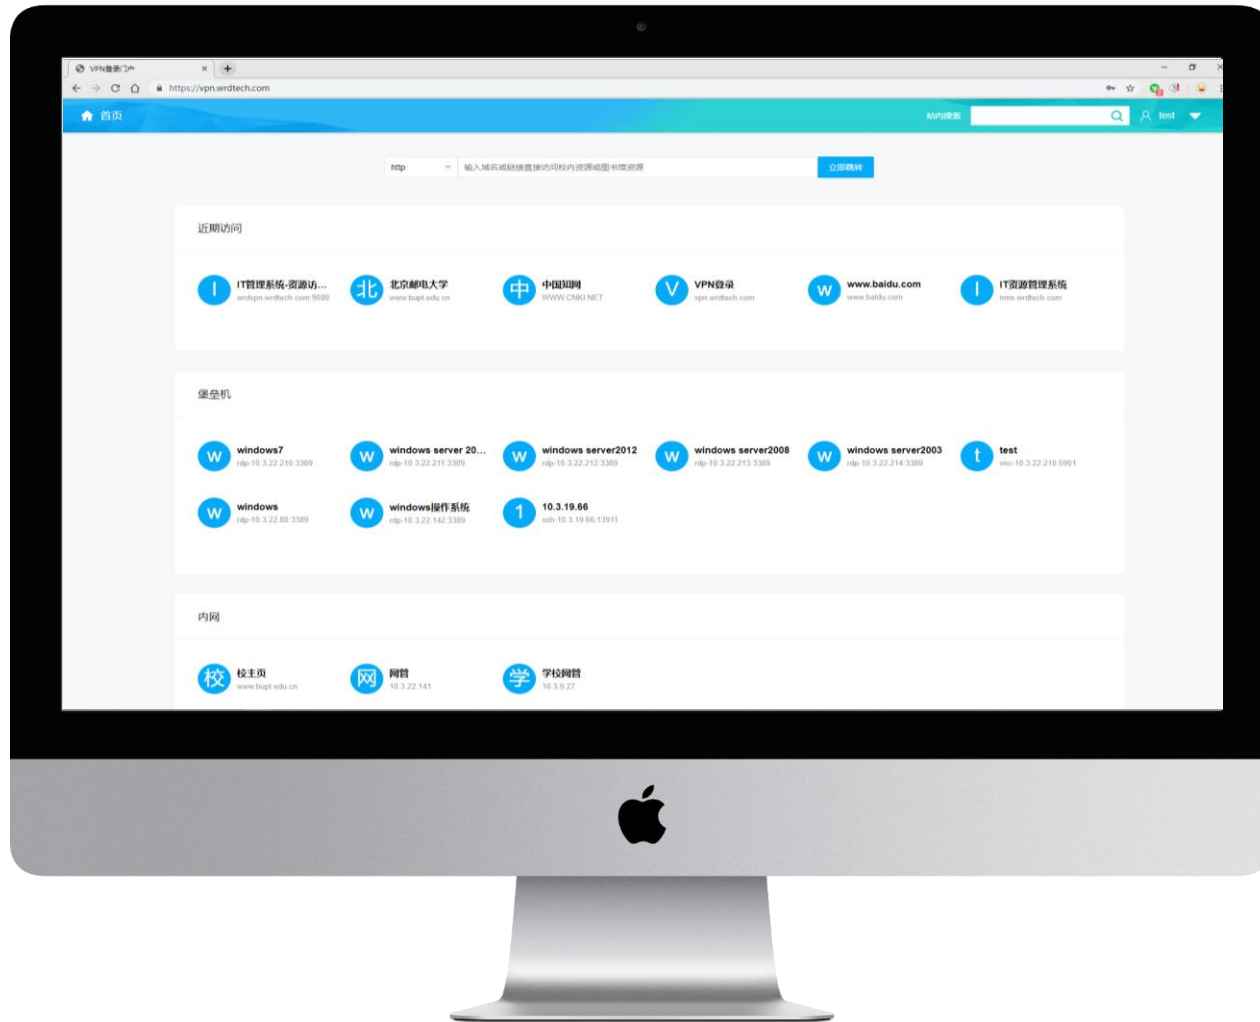 VPN登录门户
https://vpn.wrdtech.com
首页
站内搜索
test
http
输入域名或链接直接访问校内资源或图书馆资源
立即跳转
近期访问
I IT管理系统-资源访...
wrdvpn.wrdtech.com:9080
北 北京邮电大学
www.bupt.edu.cn
中 中国知网
WWW.CNKI.NET
V VPN登录
vpn.wrdtech.com
w www.baidu.com
www.baidu.com
I IT资源管理系统
nms.wrdtech.com
堡垒机
w windows7
rdp-10.3.22.210:3389
w windows server 20...
rdp-10.3.22.211:3389
w windows server2012
rdp-10.3.22.212:3389
w windows server2008
rdp-10.3.22.213:3389
w windows server2003
rdp-10.3.22.214:3389
t test
vnc-10.3.22.210:5901
w windows
rdp-10.3.22.80:3389
w windows操作系统
rdp-10.3.22.142:3389
1 10.3.19.66
ssh-10.3.19.66:13911
内网
校 校主页
www.bupt.edu.cn
网 网管
10.3.22.141
学 学校网管
10.3.9.27